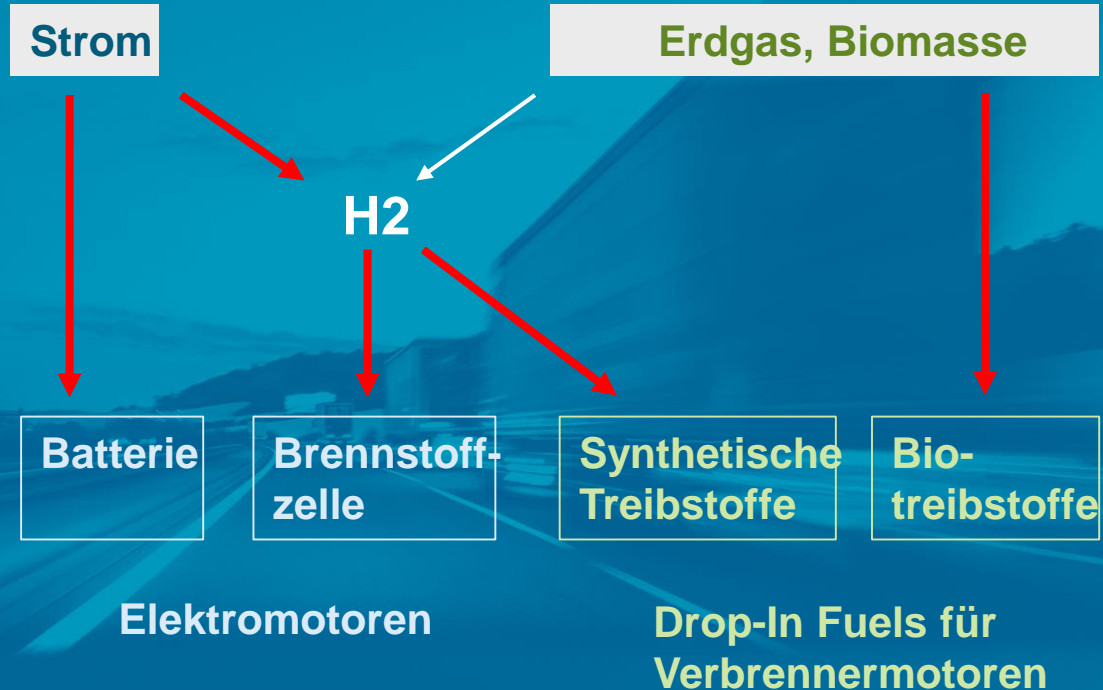 Strom
Erdgas, Biomasse
H2
Batterie
Brennstoff-
zelle
Synthetische
Treibstoffe
Bio-
treibstoffe
Elektromotoren
Drop-In Fuels für
Verbrennermotoren